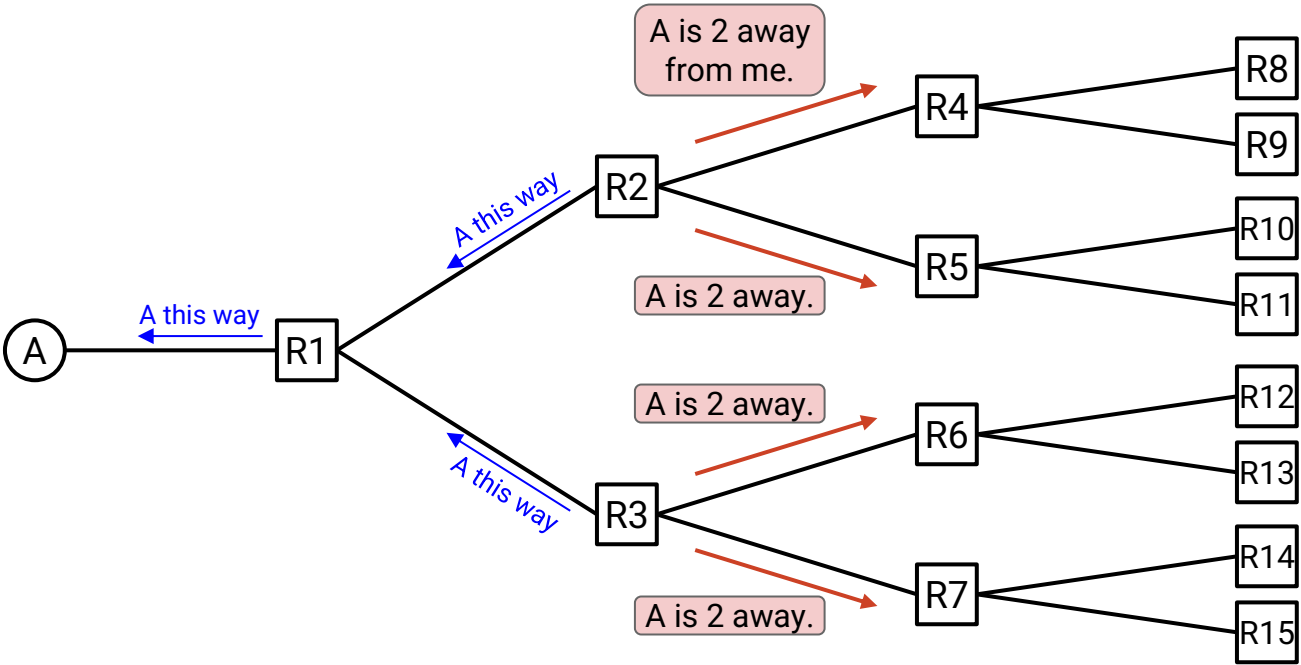 A is 2 away
from me.
R8
R4
R9
R2
A this way
R10
R5
A is 2 away.
R11
A this way
A
R1
A is 2 away.
R12
R6
R13
A this way
R3
R14
R7
A is 2 away.
R15